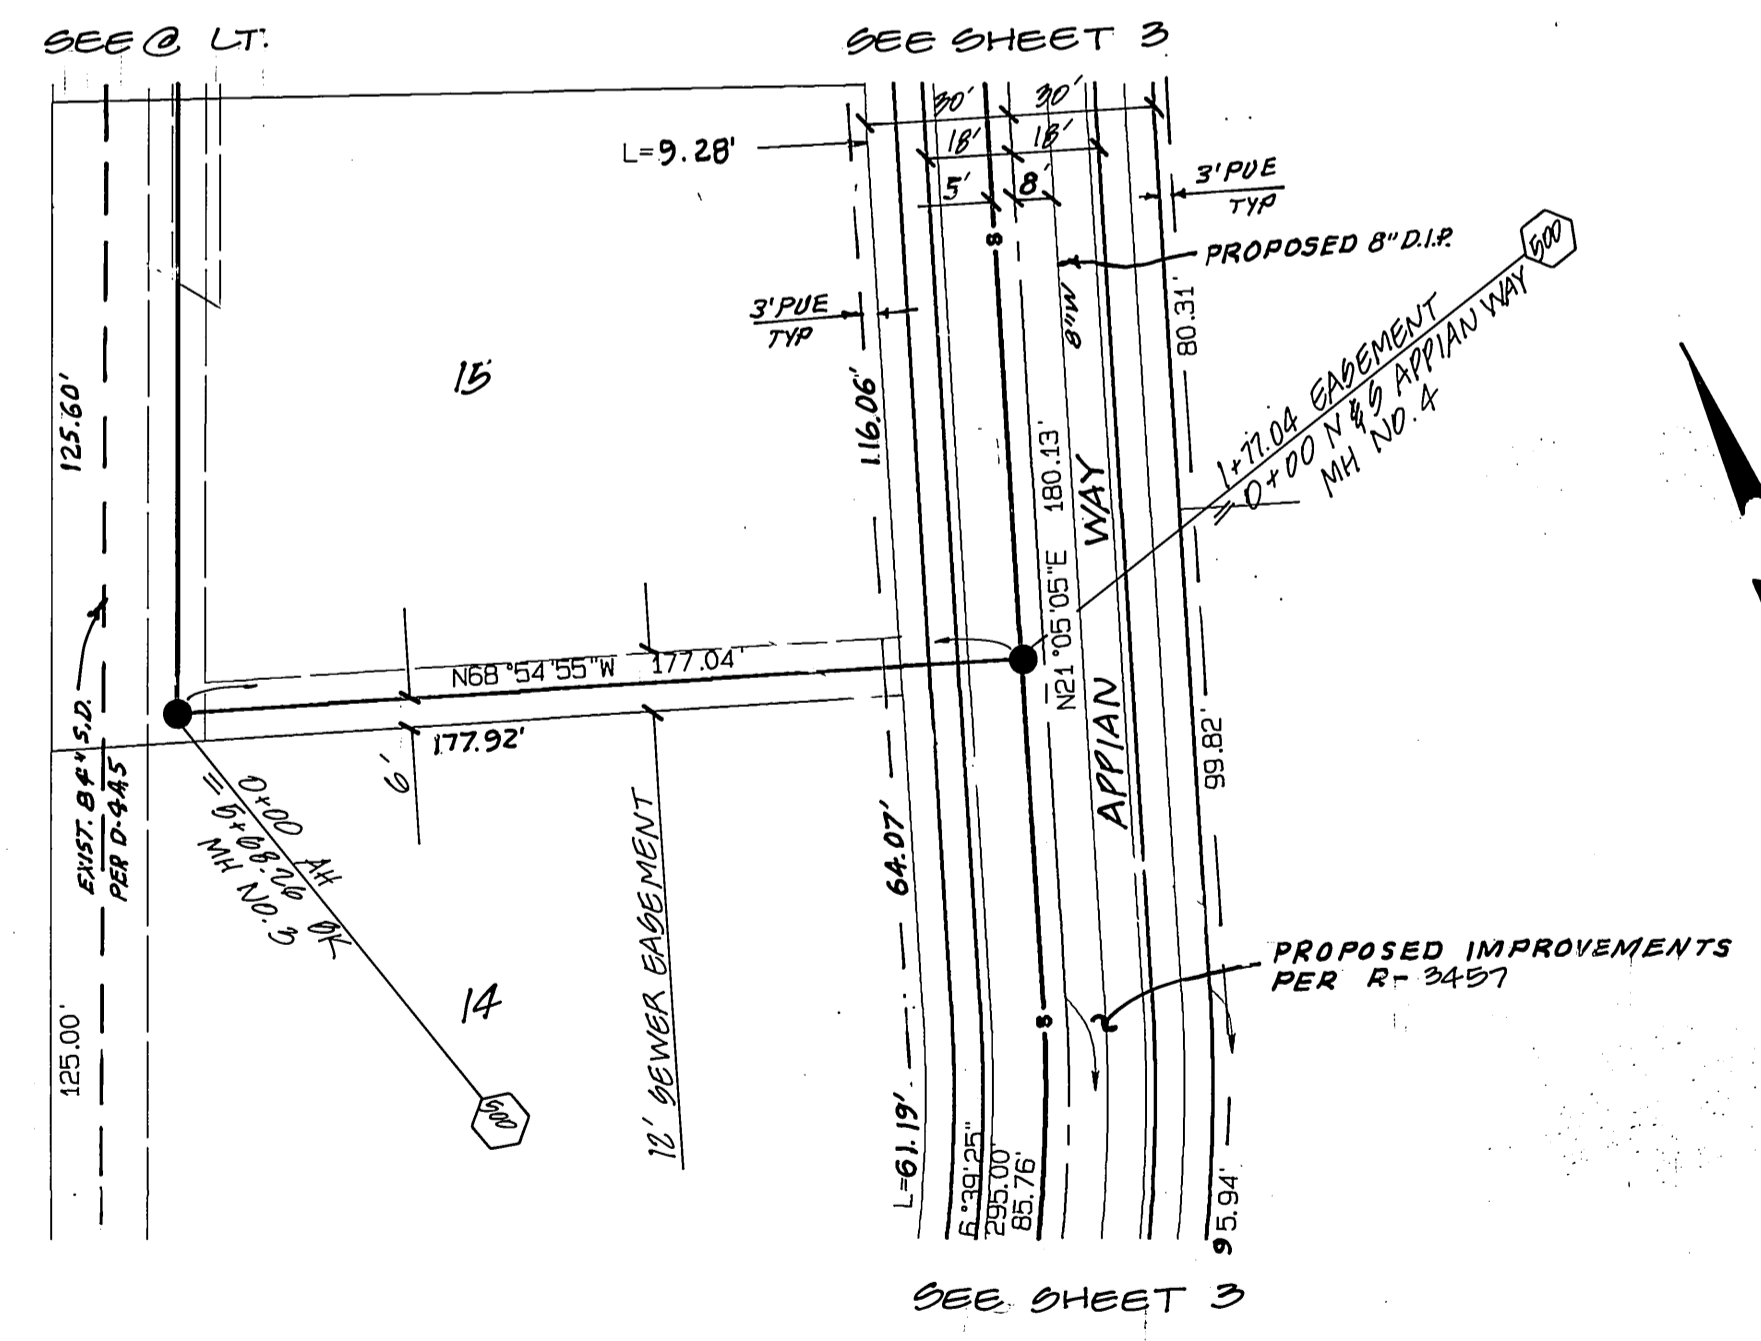 SEE @ LT.
SEE SHEET 3
30'
30'
18'
18'
5'
8'
L=9.28'
3' PUE
TYP
PROPOSED 8" D.I.P.
500
3' PUE
TYP
8"W
80.31'
1+77.04 EASEMENT
= 0+00 N & S APPIAN WAY
MH NO. 4
15
125.60'
116.06'
180.13'
N21°05'05"E
APPIAN WAY
N68°54'55"W 177.04'
177.92'
6'
99.82'
EXIST. 84" S.D.
PER D-445
0+00 AH
= 5+68.26 BK
MH NO. 3
12' SEWER EASEMENT
64.07'
PROPOSED IMPROVEMENTS
PER R-3457
14
125.00'
500
L=61.19'
6°39'25"
295.00'
85.76'
95.94'
SEE SHEET 3